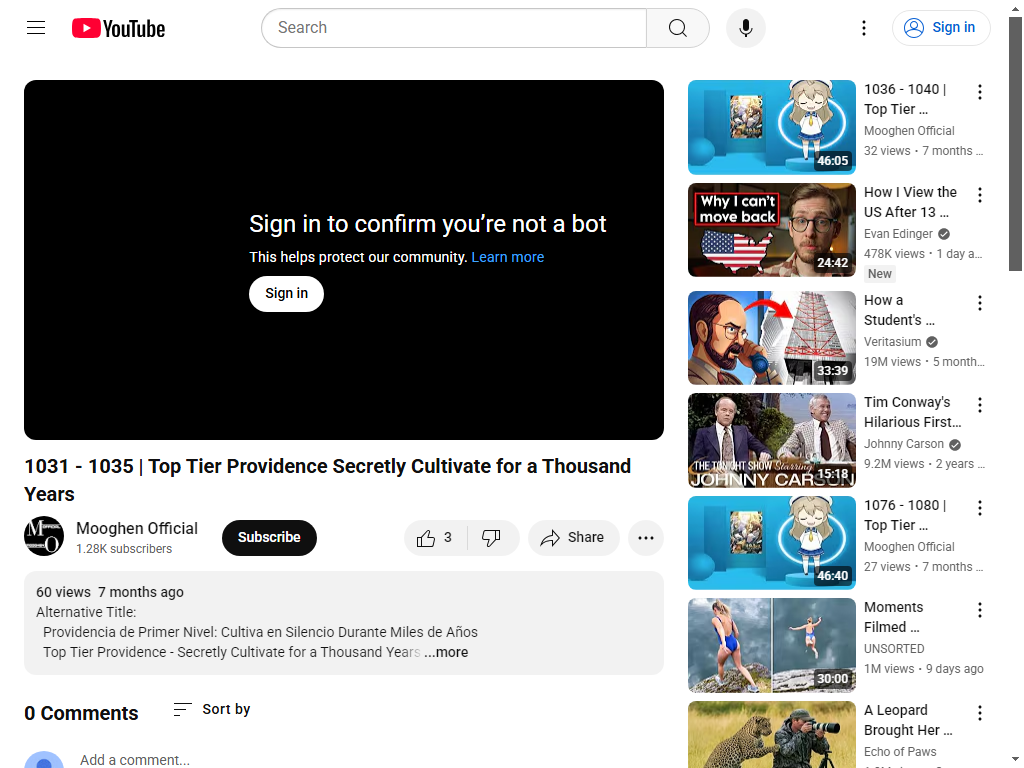 YouTube
Search
Sign in
Sign in to confirm you’re not a bot
This helps protect our community. Learn more
Sign in
1031 - 1035 | Top Tier Providence Secretly Cultivate for a Thousand
Years
Mooghen Official
1.28K subscribers
Subscribe
3
Share
60 views 7 months ago
Alternative Title:
Providencia de Primer Nivel: Cultiva en Silencio Durante Miles de Años
Top Tier Providence - Secretly Cultivate for a Thousand Years ...more
0 Comments
Sort by
Add a comment...
46:05
1036 - 1040 |
Top Tier ...
Mooghen Official
32 views • 7 months ...
Why I can't
move back
24:42
How I View the
US After 13 ...
Evan Edinger
478K views • 1 day a...
New
33:39
How a
Student's ...
Veritasium
19M views • 5 month...
THE TONIGHT SHOW Starring
JOHNNY CARSON
15:18
Tim Conway's
Hilarious First...
Johnny Carson
9.2M views • 2 years ...
46:40
1076 - 1080 |
Top Tier ...
Mooghen Official
27 views • 7 months ...
30:00
Moments
Filmed ...
UNSORTED
1M views • 9 days ago
A Leopard
Brought Her ...
Echo of Paws